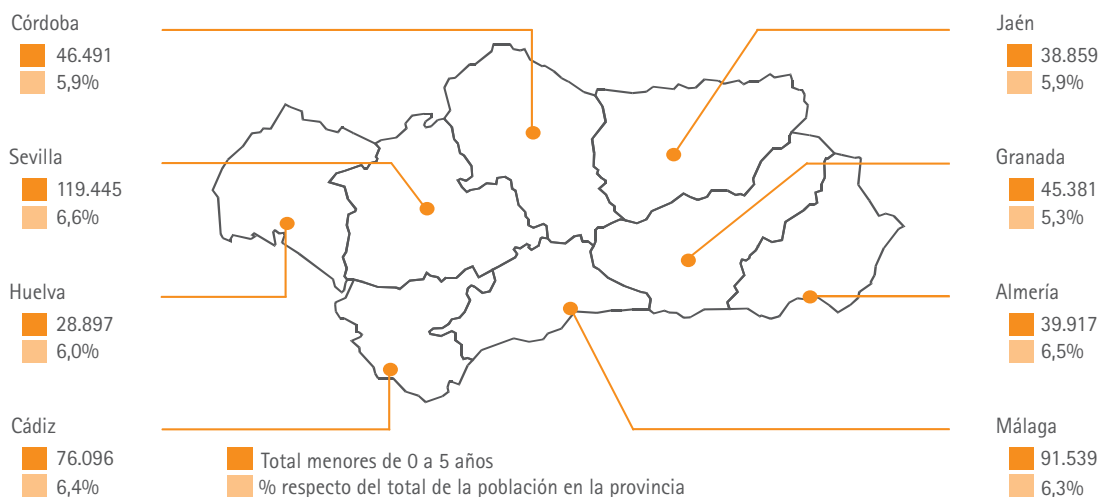 Córdoba
46.491
5,9%
Sevilla
119.445
6,6%
Huelva
28.897
6,0%
Cádiz
76.096
6,4%
Jaén
38.859
5,9%
Granada
45.381
5,3%
Almería
39.917
6,5%
Málaga
91.539
6,3%
Total menores de 0 a 5 años
% respecto del total de la población en la provincia